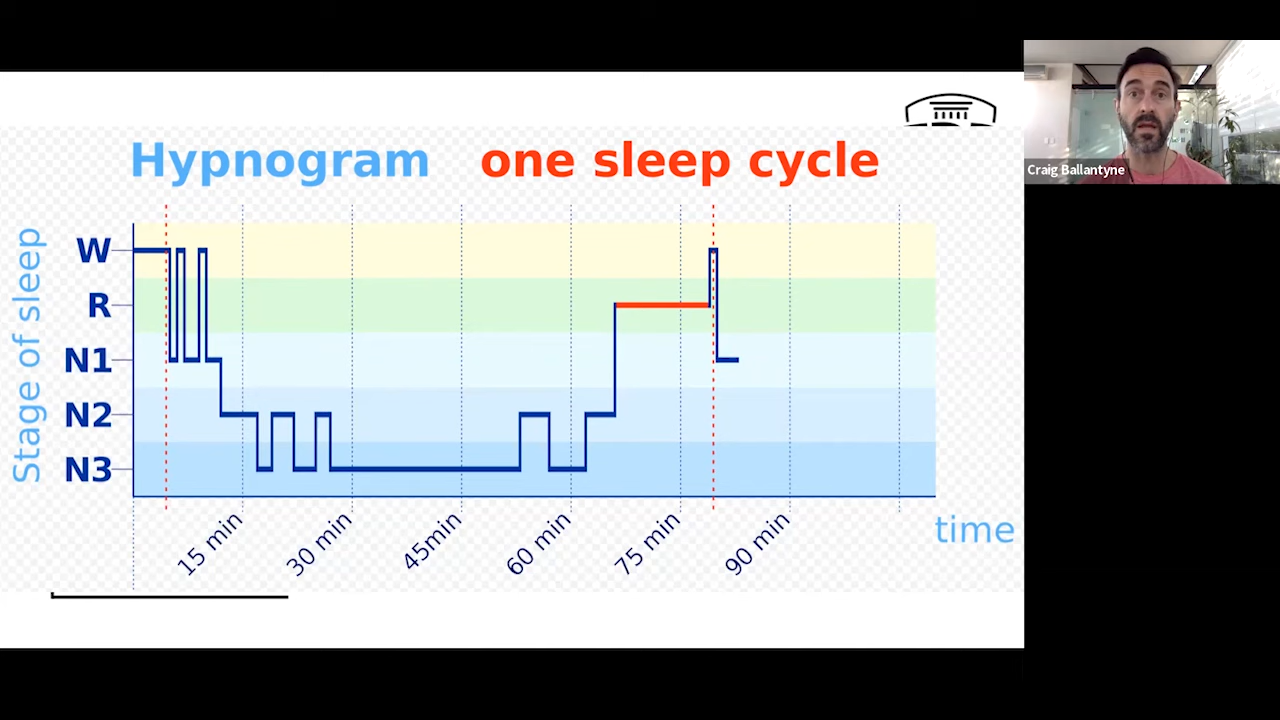 Hypnogram one sleep cycle
Stage of sleep
W
R
N1
N2
N3
15 min
30 min
45min
60 min
75 min
90 min
time
Craig Ballantyne